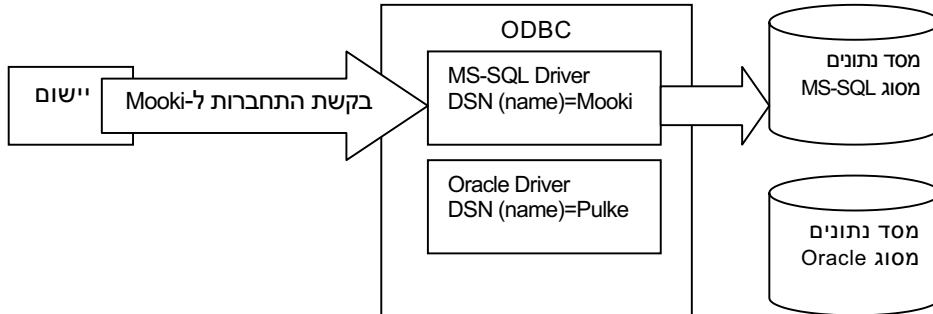 ODBC
יישום
בקשת התחברות ל-Mooki
MS-SQL Driver
DSN (name)=Mooki
מסד נתונים
מסוג MS-SQL
Oracle Driver
DSN (name)=Pulke
מסד נתונים
מסוג Oracle